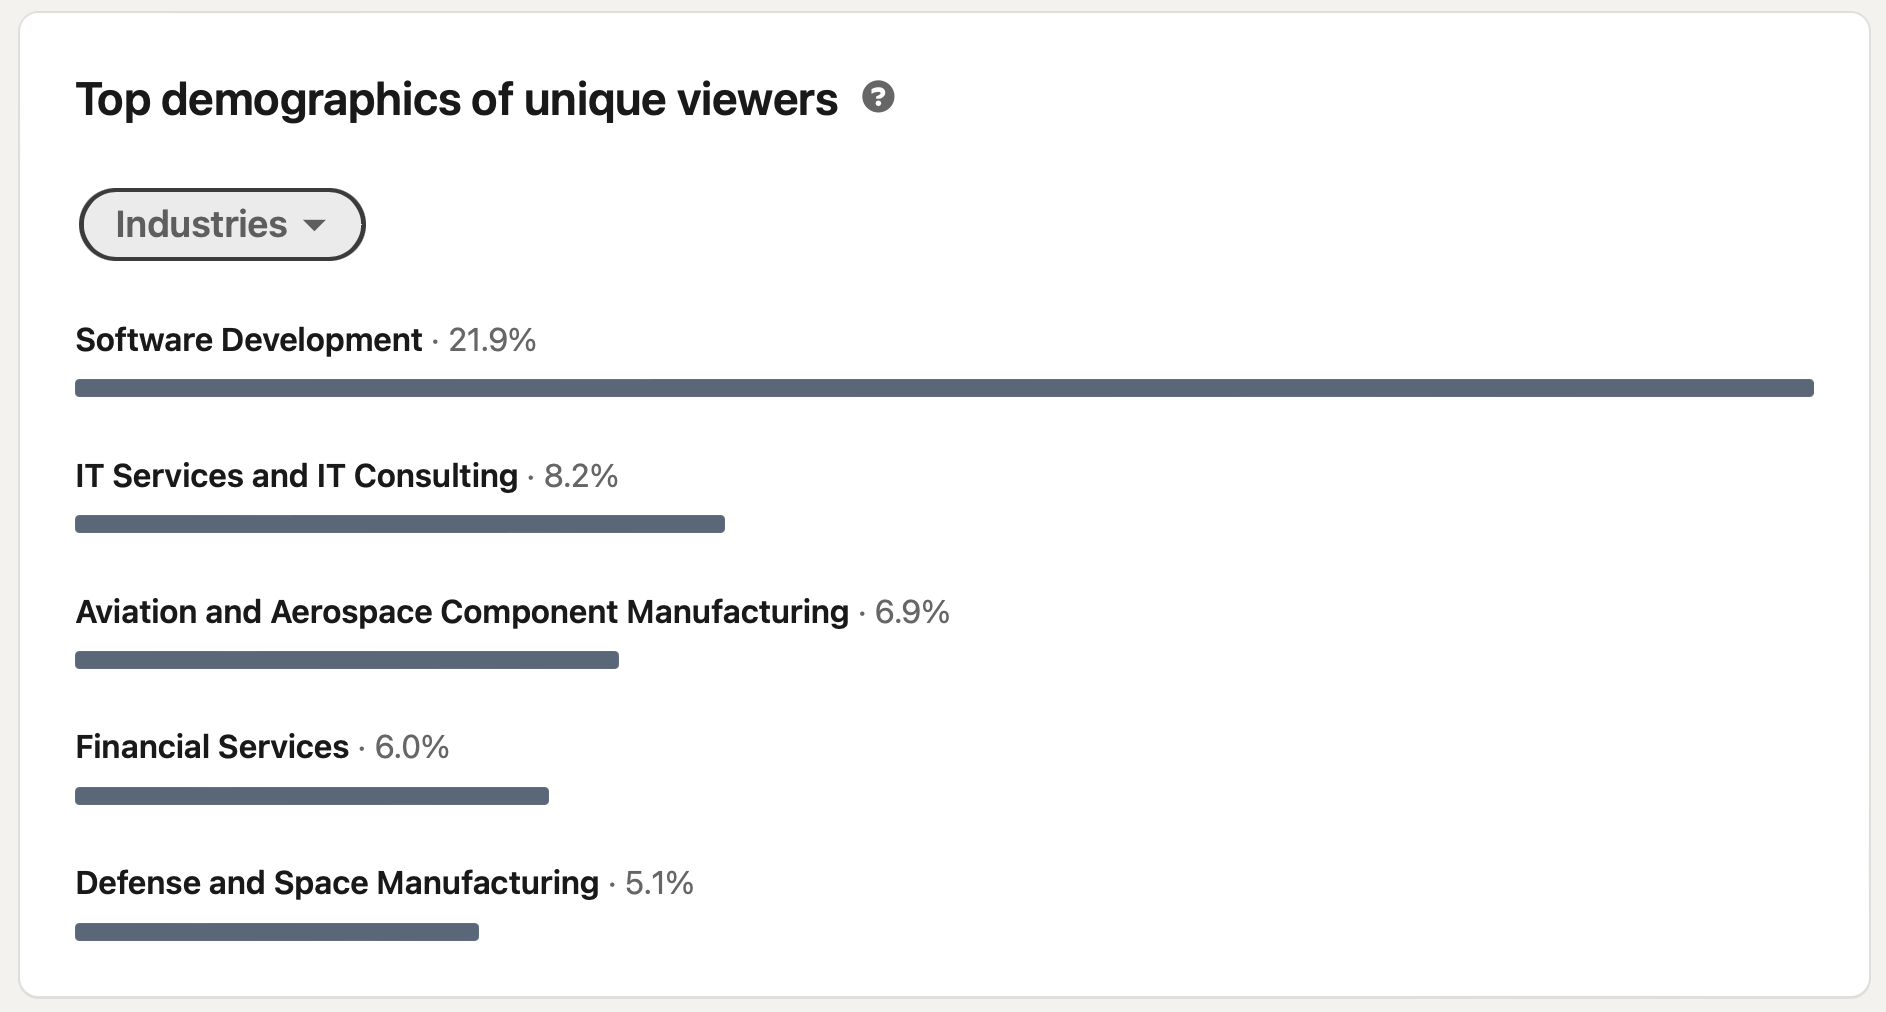 Top demographics of unique viewers ?
Industries
Software Development · 21.9%
IT Services and IT Consulting · 8.2%
Aviation and Aerospace Component Manufacturing · 6.9%
Financial Services · 6.0%
Defense and Space Manufacturing · 5.1%